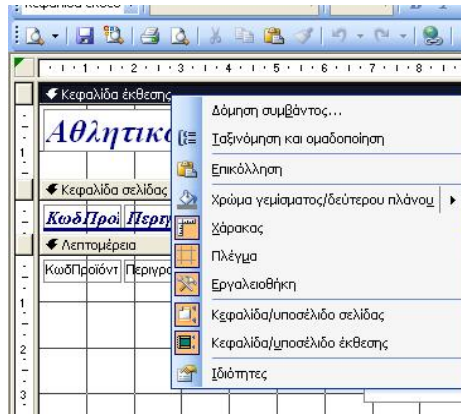 1 2 3 4 5 6 7 8
Κεφαλίδα έκθεσης
Αθλητικ
Κεφαλίδα σελίδας
ΚωδΠροϊ Περιγ
Λεπτομέρεια
ΚωδΠροϊόντ Περιγρα
Δόμηση συμβάντος...
Ταξινόμηση και ομαδοποίηση
Επικόλληση
Χρώμα γεμίσματος/δεύτερου πλάνου
Χάρακας
Πλέγμα
Εργαλειοθήκη
Κεφαλίδα/υποσέλιδο σελίδας
Κεφαλίδα/υποσέλιδο έκθεσης
Ιδιότητες
1
1
2
3